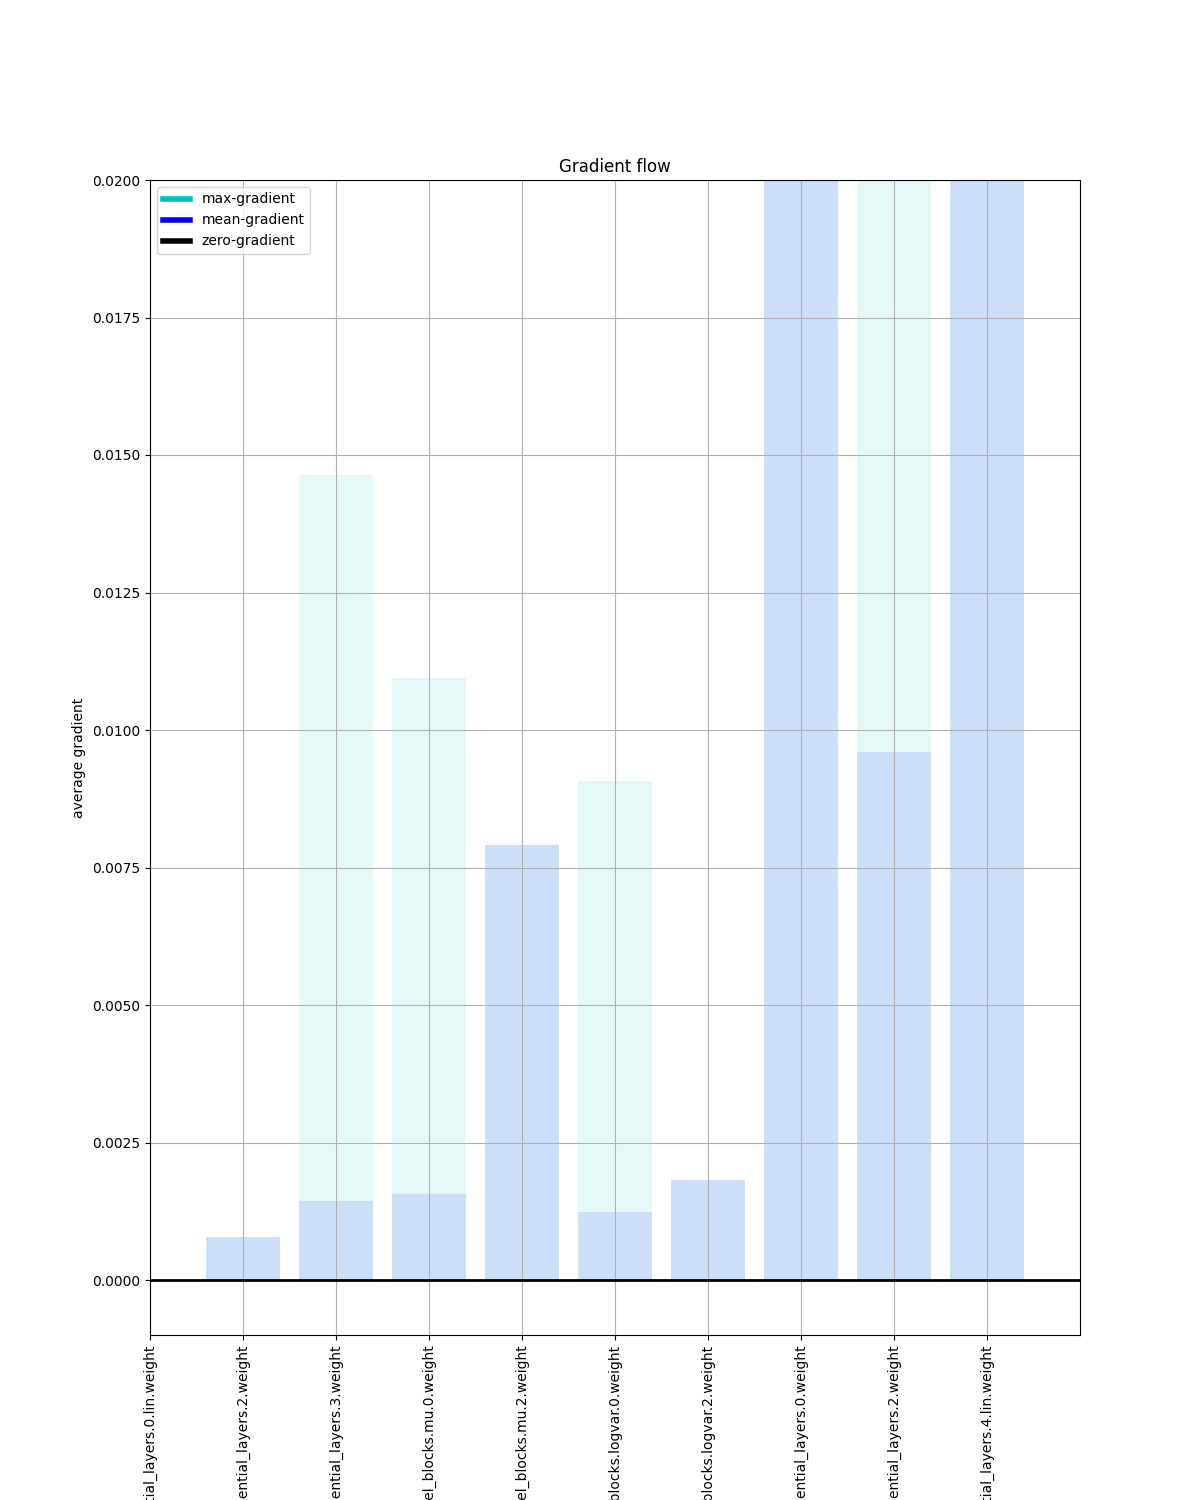 Gradient flow
max-gradient
mean-gradient
zero-gradient
0.0200
0.0175
0.0150
0.0125
0.0100
0.0075
0.0050
0.0025
0.0000
average gradient
tial_layers.0.lin.weight
ential_layers.2.weight
ential_layers.3.weight
el_blocks.mu.0.weight
el_blocks.mu.2.weight
blocks.logvar.0.weight
blocks.logvar.2.weight
ential_layers.0.weight
ential_layers.2.weight
tial_layers.4.lin.weight